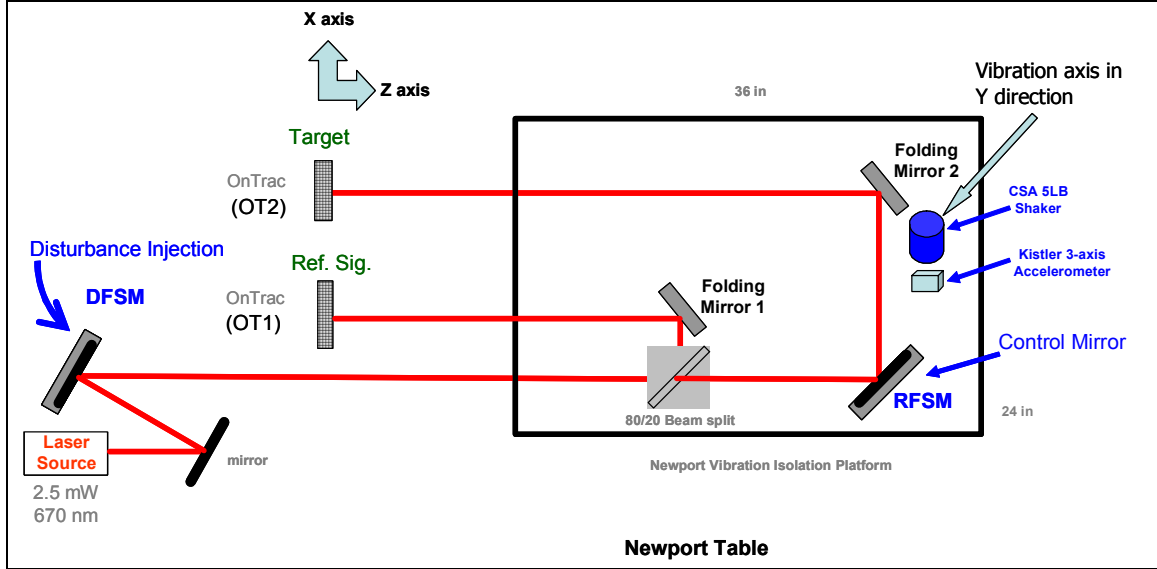 X axis
Z axis
Vibration axis in
Y direction
36 in
Target
OnTrac
(OT2)
Folding
Mirror 2
CSA 5LB
Shaker
Disturbance Injection
DFSM
Ref. Sig.
OnTrac
(OT1)
Folding
Mirror 1
Kistler 3-axis
Accelerometer
Control Mirror
RFSM
24 in
80/20 Beam split
Laser
Source
mirror
Newport Vibration Isolation Platform
2.5 mW
670 nm
Newport Table